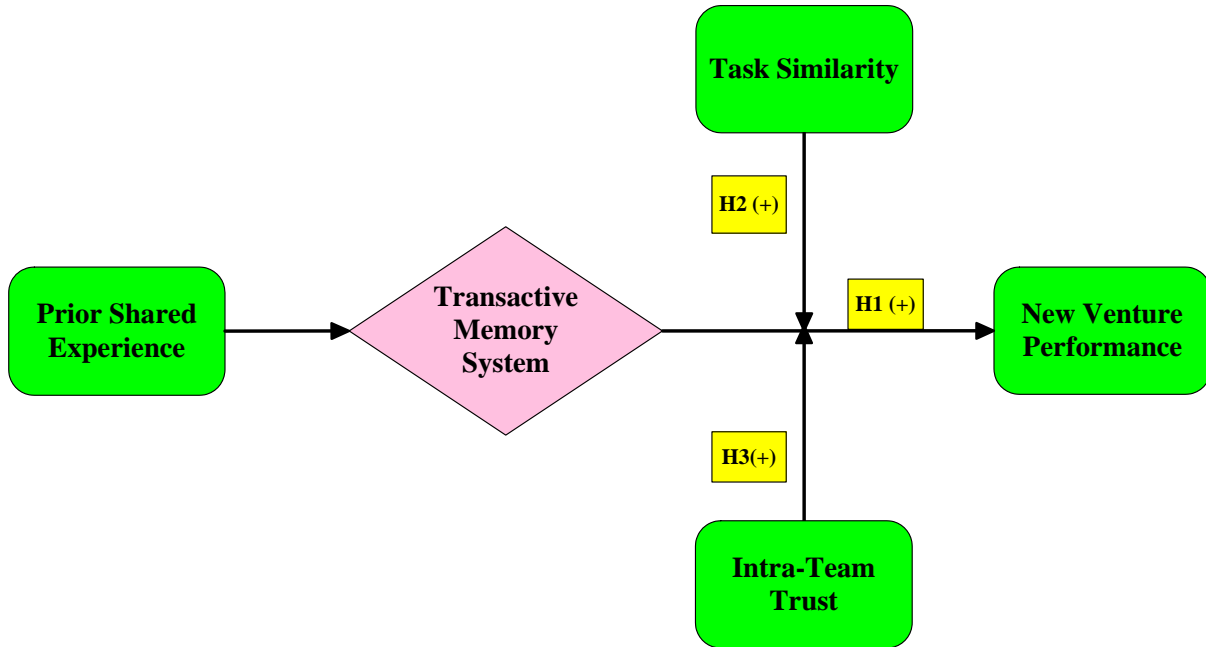 Task Similarity
H2 (+)
Prior Shared
Experience
Transactive
Memory
System
H1 (+)
New Venture
Performance
H3(+)
Intra-Team
Trust